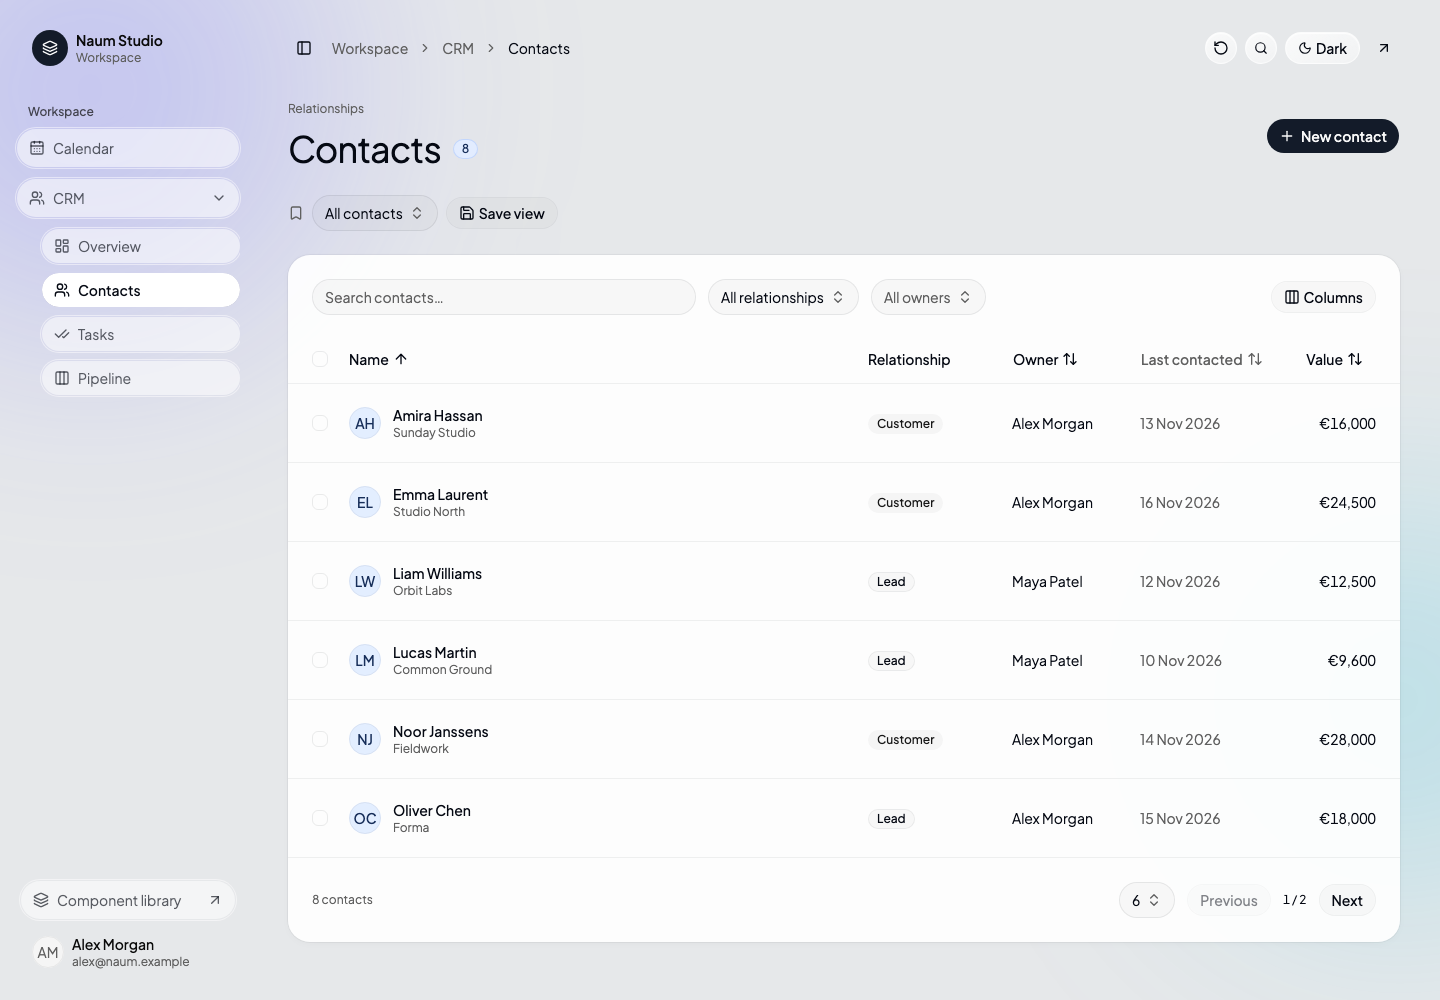 Naum Studio
Workspace
Workspace
Calendar
CRM
Overview
Contacts
Tasks
Pipeline
Component library
AM
Alex Morgan
alex@naum.example
Workspace > CRM > Contacts
Dark
Relationships
Contacts 8
New contact
All contacts
Save view
Search contacts...
All relationships
All owners
Columns
Name Relationship Owner Last contacted Value
AH Amira Hassan Customer Alex Morgan 13 Nov 2026 €16,000
Sunday Studio
EL Emma Laurent Customer Alex Morgan 16 Nov 2026 €24,500
Studio North
LW Liam Williams Lead Maya Patel 12 Nov 2026 €12,500
Orbit Labs
LM Lucas Martin Lead Maya Patel 10 Nov 2026 €9,600
Common Ground
NJ Noor Janssens Customer Alex Morgan 14 Nov 2026 €28,000
Fieldwork
OC Oliver Chen Lead Alex Morgan 15 Nov 2026 €18,000
Forma
8 contacts
6 Previous 1/2 Next